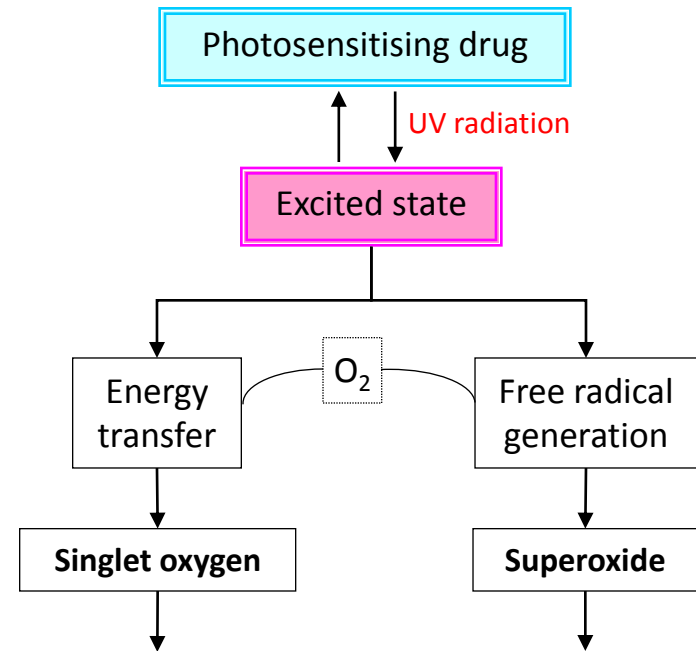 Photosensitising drug
UV radiation
Excited state
Energy
transfer
O₂
Free radical
generation
Singlet oxygen
Superoxide